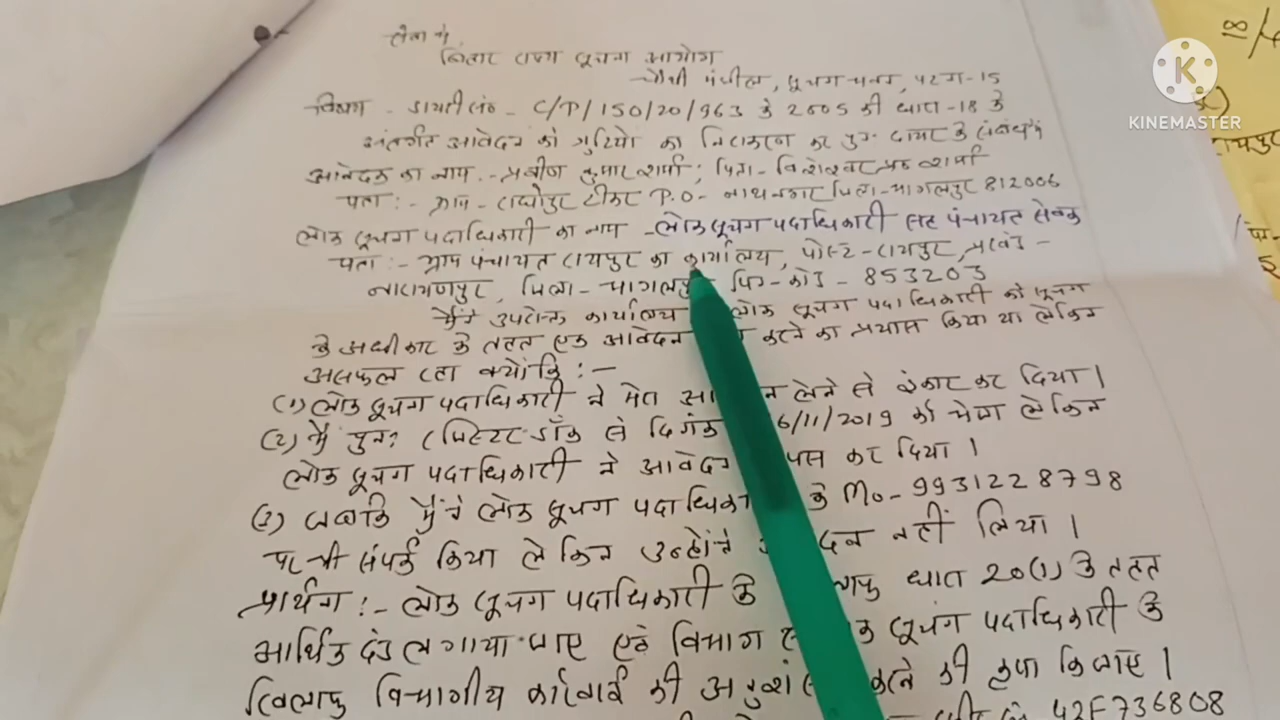 सेवा में,
बिहार राज्य सूचना आयोग
चौथी मंजिल, सूचना भवन, पटना-15
विषय - डायरी सं० - C/P/150/20/963 के 2005 की धारा-18 के
अंतर्गत आवेदन की त्रुटियों का निराकरण कर पुनः दायर के संबंध में
आवेदक का नाम :- प्रवीण कुमार शर्मा, पिता- विशेश्वर प्र० शर्मा
पता :- ग्राम - राघोपुर टीकर P.O- नाथनगर जिला-भागलपुर 812006
लोक सूचना पदाधिकारी का नाम - लोक सूचना पदाधिकारी सह पंचायत सेवक
पता :- ग्राम पंचायत रायपुर का कार्यालय, पोस्ट-रायपुर, प्रखंड -
नारायणपुर, जिला- भागलपुर पिन-कोड - 853203
मैंने उपरोक्त कार्यालय लोक सूचना पदाधिकारी को सूचना
के अधीकार के तहत एक आवेदन करने का प्रयास किया था लेकिन
असफल रहा क्योंकि :-
(1) लोक सूचना पदाधिकारी ने मेरा लेने से इंकार कर दिया।
(2) मैं पुनः रजिस्टर्ड डाँक से दिनांक 6/11/2019 को भेजा लेकिन
लोक सूचना पदाधिकारी ने आवेदन कर दिया।
(3) जबकि मैंने लोक सूचना पदाधिकारी के Mo- 9931228798
पर भी संपर्क किया लेकिन उन्होंने नहीं लिया।
प्रार्थना :- लोक सूचना पदाधिकारी के धारा 20(1) के तहत
आर्थिक दंड लगाया जाए एवं विभाग सूचना पदाधिकारी के
खिलाफ विभागीय कार्रवाई की अनुशंसा करने की कृपा कि जाए।
42F736808
KINEMASTER